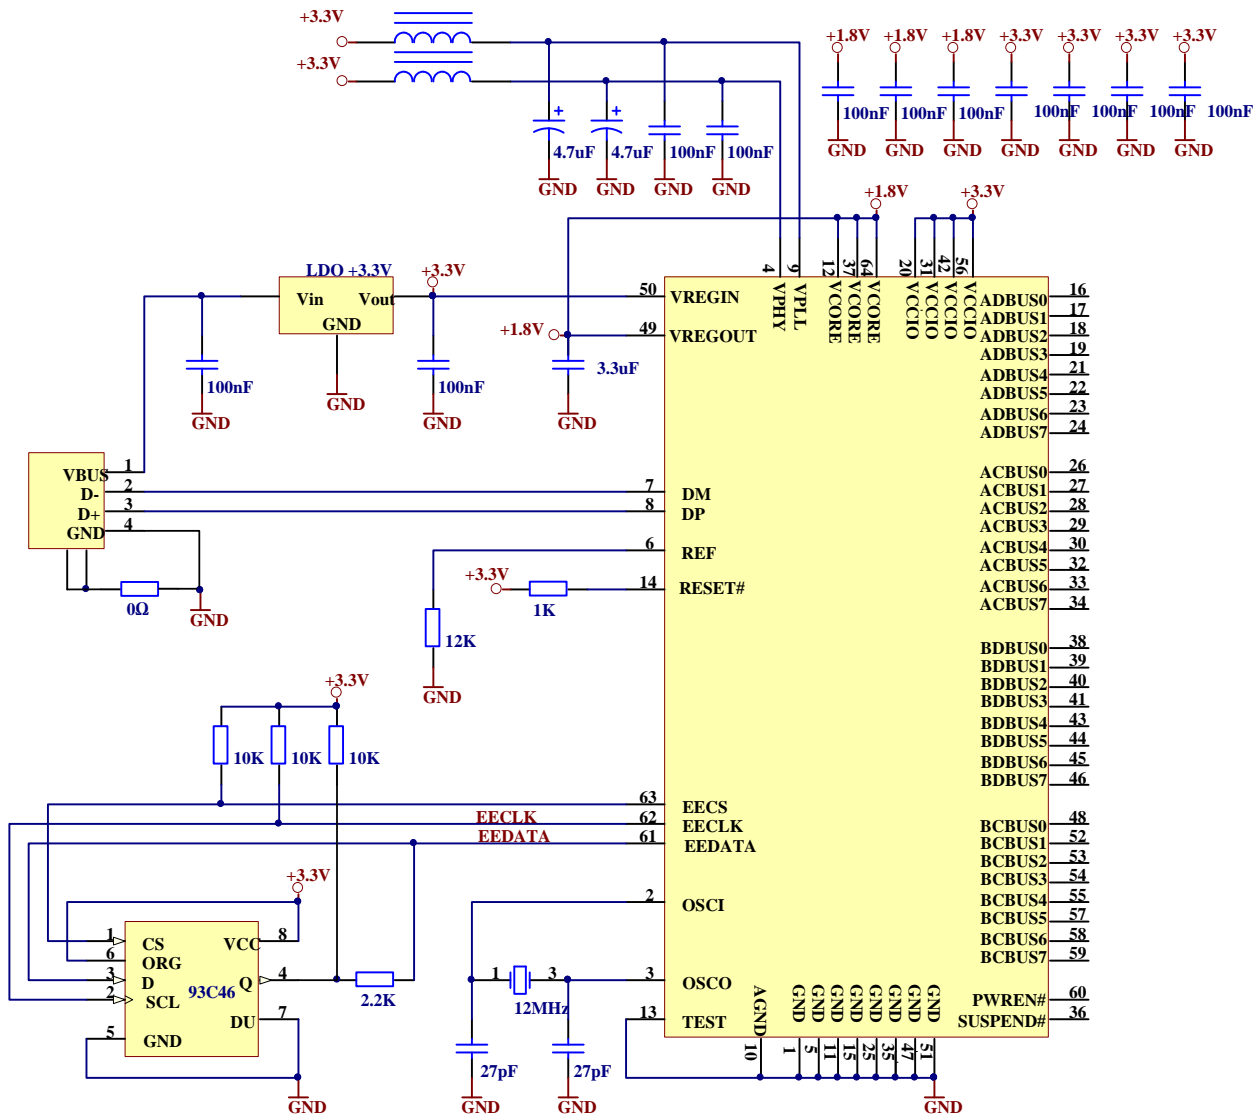 +3.3V
+3.3V
4.7uF 4.7uF 100nF 100nF
GND GND GND GND
+1.8V +1.8V +1.8V +3.3V +3.3V +3.3V +3.3V
100nF 100nF 100nF 100nF 100nF 100nF 100nF
GND GND GND GND GND GND GND
+1.8V +3.3V
4 9 12 37 64 20 31 42 56
VPHY VPLL VCORE VCORE VCORE VCCIO VCCIO VCCIO VCCIO
LDO +3.3V
Vin Vout
GND
+3.3V
100nF
GND
GND
100nF
GND
+1.8V
3.3uF
GND
50 VREGIN
49 VREGOUT
VBUS 1
D- 2
D+ 3
GND 4
0Ω
GND
7 DM
8 DP
6 REF
12K
GND
+3.3V
1K
14 RESET#
+3.3V
10K 10K 10K
63 EECS
EECLK 62 EECLK
EEDATA 61 EEDATA
+3.3V
1 CS VCC 8
6 ORG
3 D 93C46 Q 4
2 SCL
DU 7
5 GND
2.2K
GND
2 OSCI
1 3
12MHz
3 OSCO
13 TEST
27pF 27pF
GND GND
AGND GND GND GND GND GND GND GND GND
10 1 5 11 15 25 35 47 51
GND
ADBUS0 16
ADBUS1 17
ADBUS2 18
ADBUS3 19
ADBUS4 21
ADBUS5 22
ADBUS6 23
ADBUS7 24
ACBUS0 26
ACBUS1 27
ACBUS2 28
ACBUS3 29
ACBUS4 30
ACBUS5 32
ACBUS6 33
ACBUS7 34
BDBUS0 38
BDBUS1 39
BDBUS2 40
BDBUS3 41
BDBUS4 43
BDBUS5 44
BDBUS6 45
BDBUS7 46
BCBUS0 48
BCBUS1 52
BCBUS2 53
BCBUS3 54
BCBUS4 55
BCBUS5 57
BCBUS6 58
BCBUS7 59
PWREN# 60
SUSPEND# 36